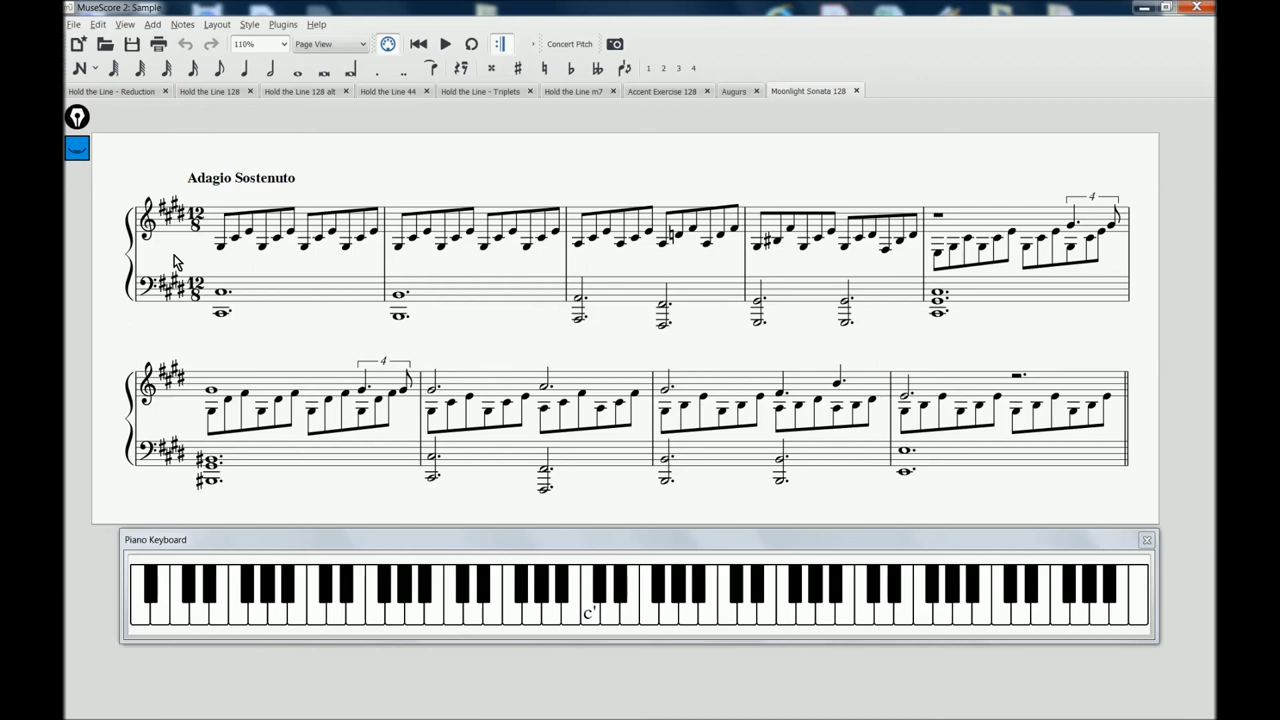 MuseScore 2: Sample
File Edit View Add Notes Layout Style Plugins Help
110% Page View Concert Pitch
1 2 3 4
Hold the Line - Reduction Hold the Line 128 Hold the Line 128 alt Hold the Line 44 Hold the Line - Triplets Hold the Line m7 Accent Exercise 128 Augurs Moonlight Sonata 128
Adagio Sostenuto
4
12
8
12
8
4
Piano Keyboard
c'